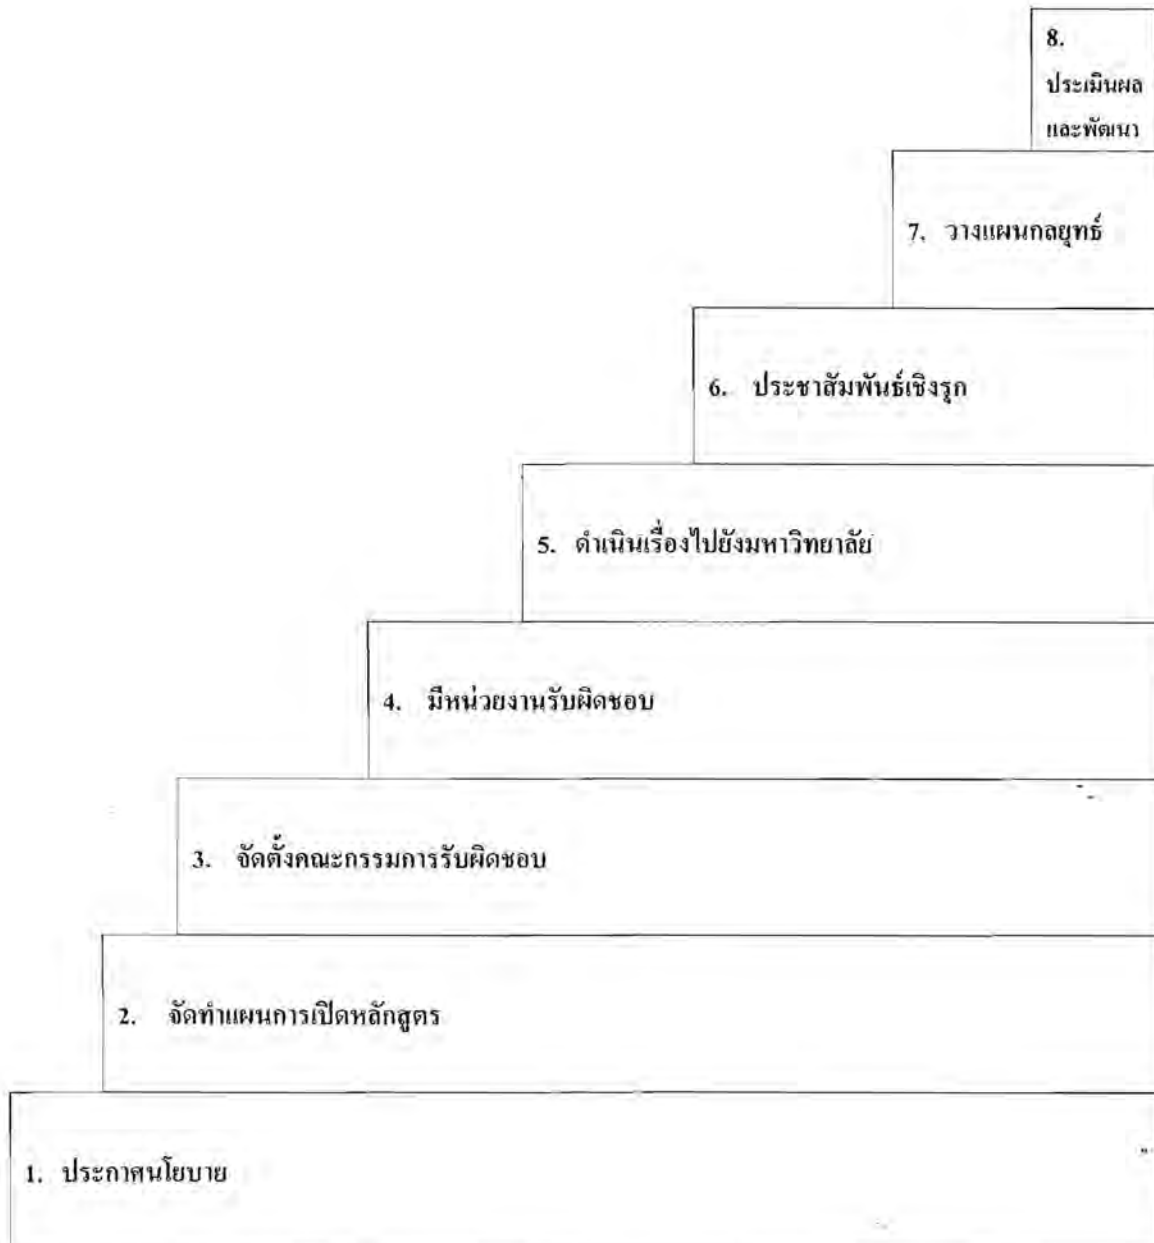 8.
ประเมินผล
และพัฒนา
7. วางแผนกลยุทธ์
6. ประชาสัมพันธ์เชิงรุก
5. ดำเนินเรื่องไปยังมหาวิทยาลัย
4. มีหน่วยงานรับผิดชอบ
3. จัดตั้งคณะกรรมการรับผิดชอบ
2. จัดทำแผนการเปิดหลักสูตร
1. ประกาศนโยบาย